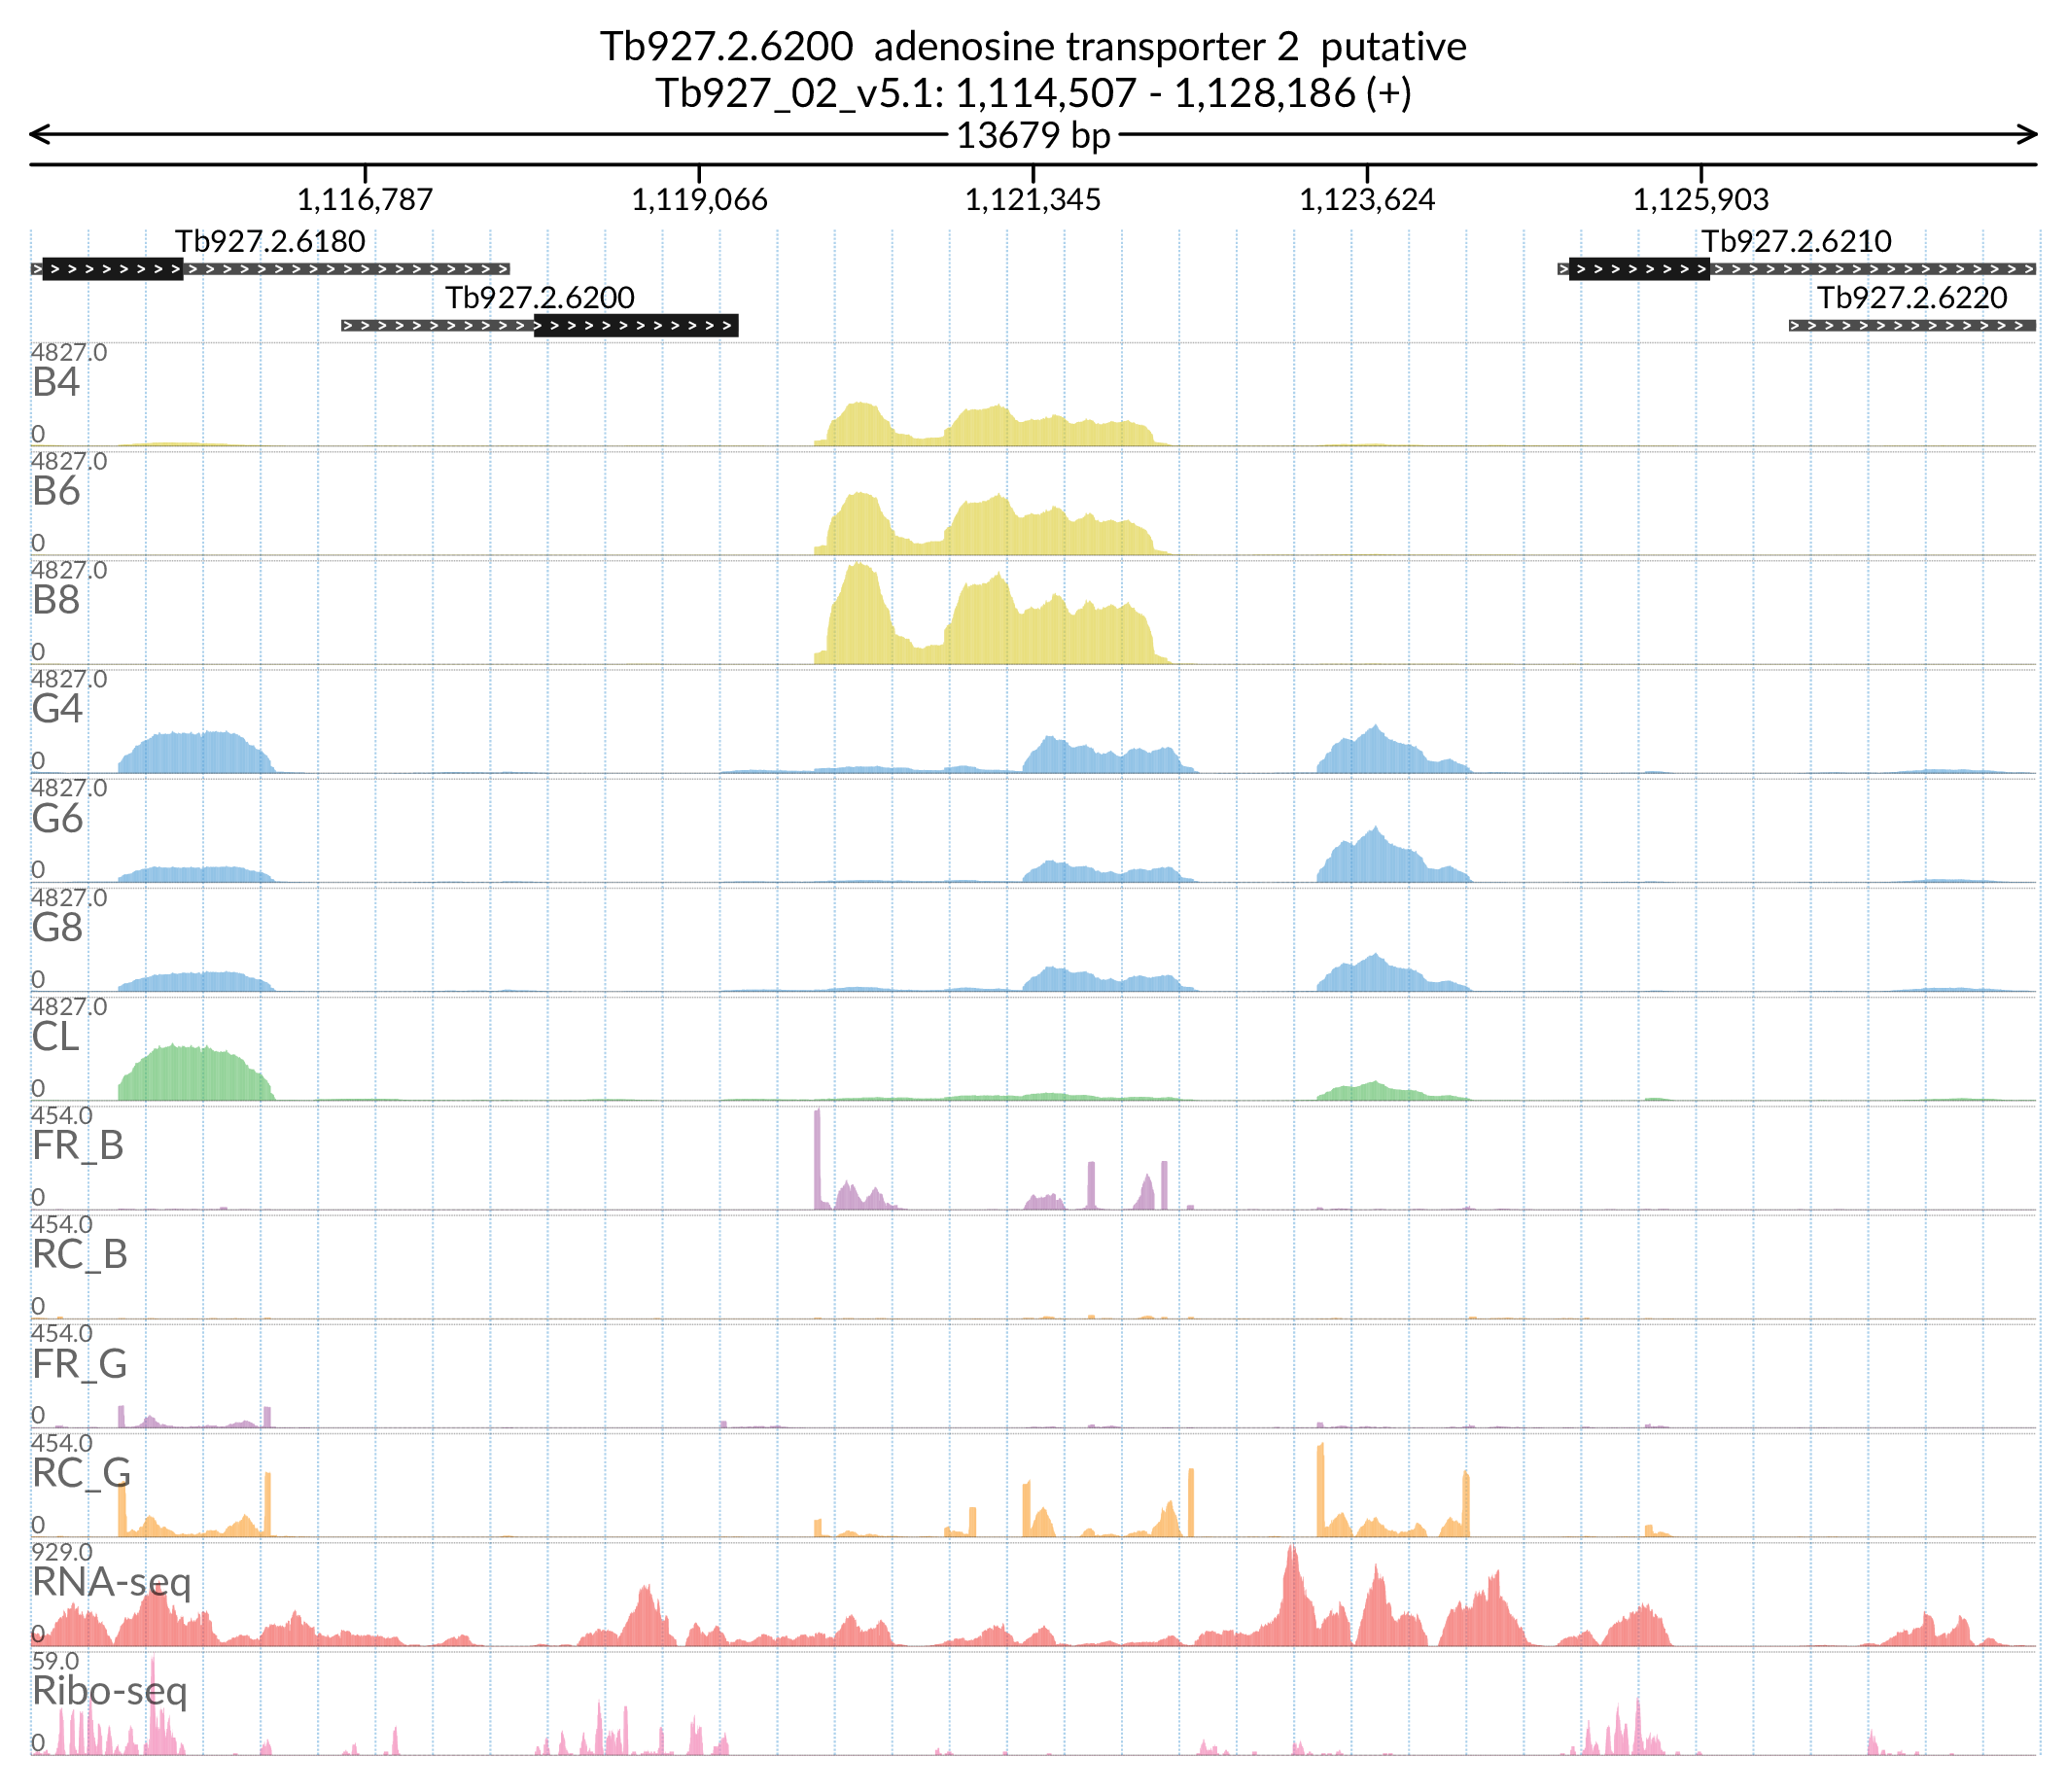 Tb927.2.6200 adenosine transporter 2 putative
Tb927_02_v5.1: 1,114,507 - 1,128,186 (+)
13679 bp
1,116,787 1,119,066 1,121,345 1,123,624 1,125,903
Tb927.2.6180 Tb927.2.6210
Tb927.2.6200 Tb927.2.6220
4827.0
B4
0
4827.0
B6
0
4827.0
B8
0
4827.0
G4
0
4827.0
G6
0
4827.0
G8
0
4827.0
CL
0
454.0
FR_B
0
454.0
RC_B
0
454.0
FR_G
0
454.0
RC_G
0
929.0
RNA-seq
0
59.0
Ribo-seq
0